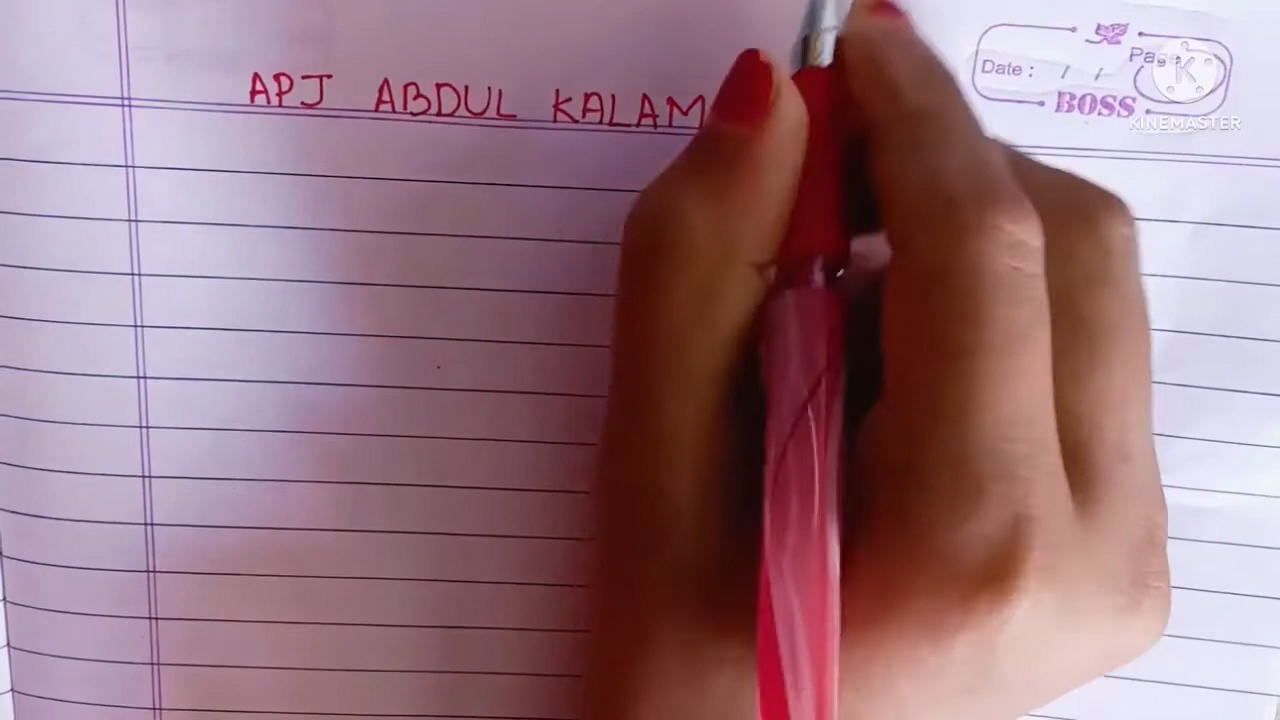 APJ ABDUL KALAM
Page
Date : / /
BOSS
K
KINEMASTER